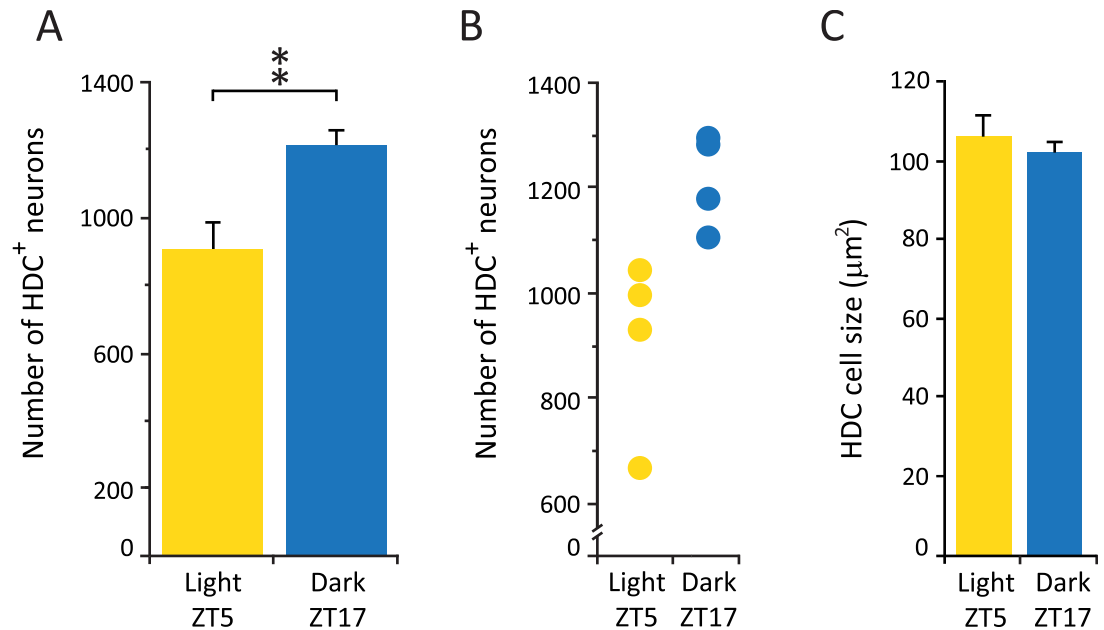 A
Number of HDC+ neurons
1400
1000
600
200
0
**
Light
ZT5
Dark
ZT17
B
Number of HDC+ neurons
1400
1200
1000
800
600
0
Light
ZT5
Dark
ZT17
C
HDC cell size (μm²)
120
100
80
60
40
20
0
Light
ZT5
Dark
ZT17